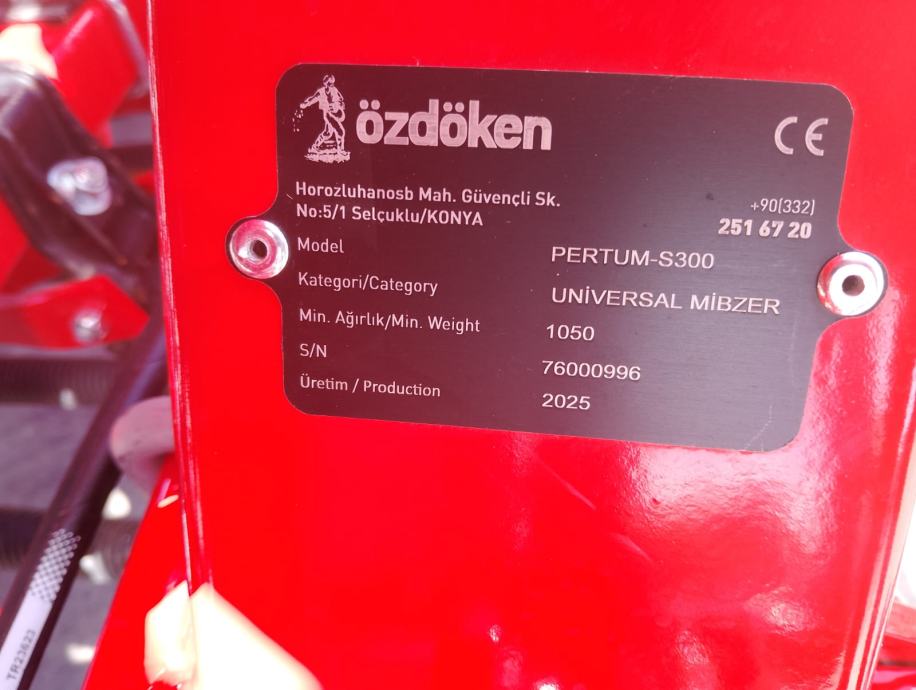 özdöken
CE
Horozluhanosb Mah. Güvençli Sk.
No:5/1 Selçuklu/KONYA
+90(332)
251 67 20
Model PERTUM-S300
Kategori/Category UNİVERSAL MİBZER
Min. Ağırlık/Min. Weight 1050
S/N 76000996
Üretim / Production 2025
TR23623